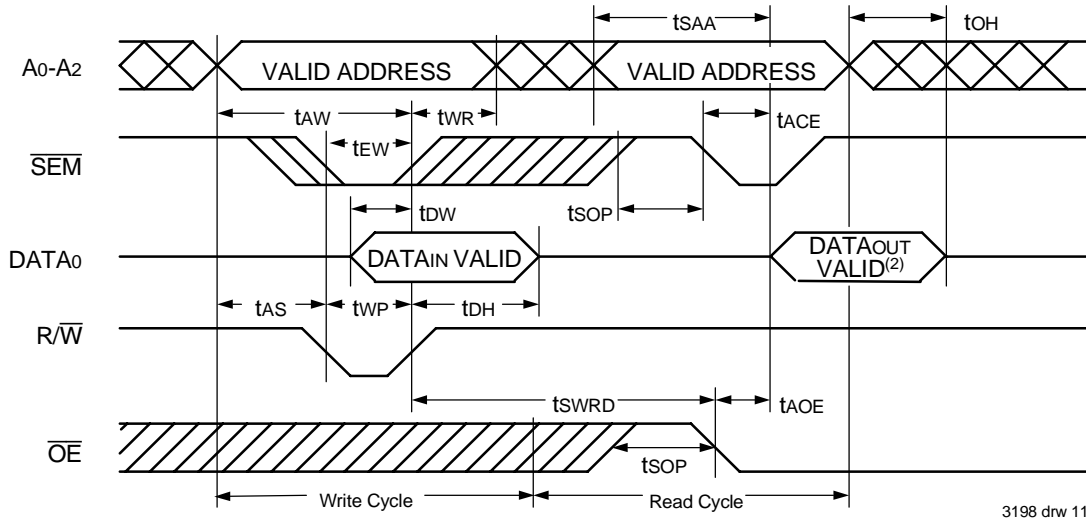 tSAA
tOH
A0-A2
VALID ADDRESS
VALID ADDRESS
tAW
tWR
tACE
SEM
tEW
tSOP
tDW
DATA0
DATAIN VALID
DATAOUT
VALID(2)
tAS
tWP
tDH
R/W
tSWRD
tAOE
OE
tSOP
Write Cycle
Read Cycle
3198 drw 11